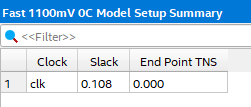 Fast 1100mV 0C Model Setup Summary
<<Filter>>
Clock Slack End Point TNS
1 clk 0.108 0.000